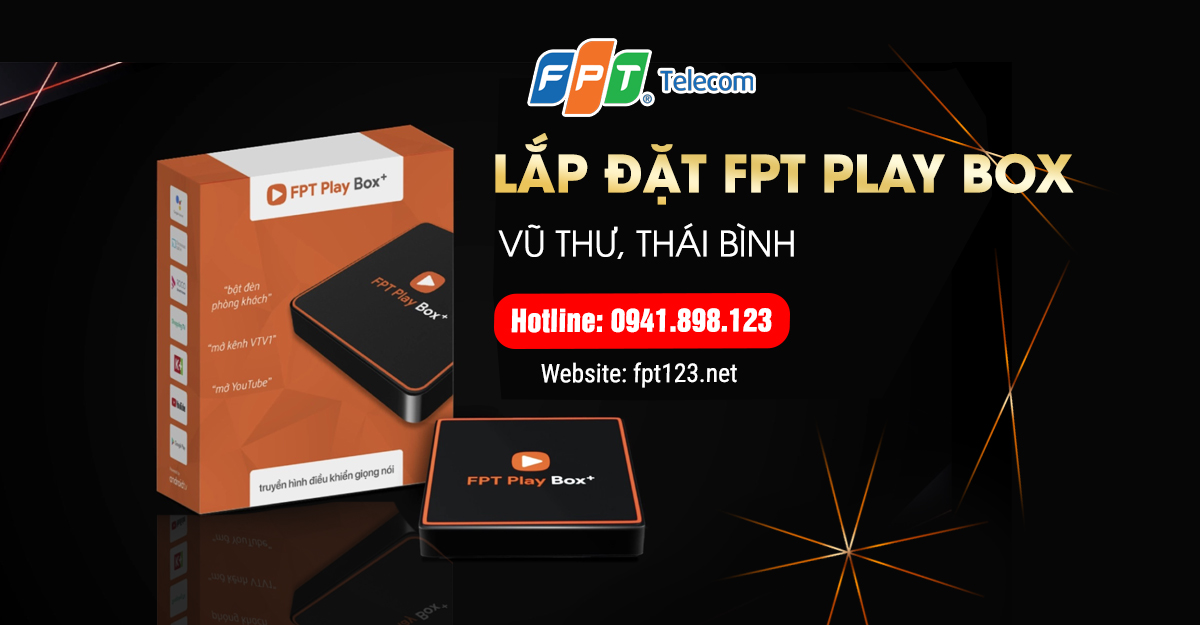 FPT Telecom
LẮP ĐẶT FPT PLAY BOX
VŨ THƯ, THÁI BÌNH
Hotline: 0941.898.123
Website: fpt123.net
FPT Play Box+
FPT Play Box+
“bật đèn
phòng khách”
“mở kênh VTV1”
“mở YouTube”
truyền hình điều khiển giọng nói
FPT Play Box+